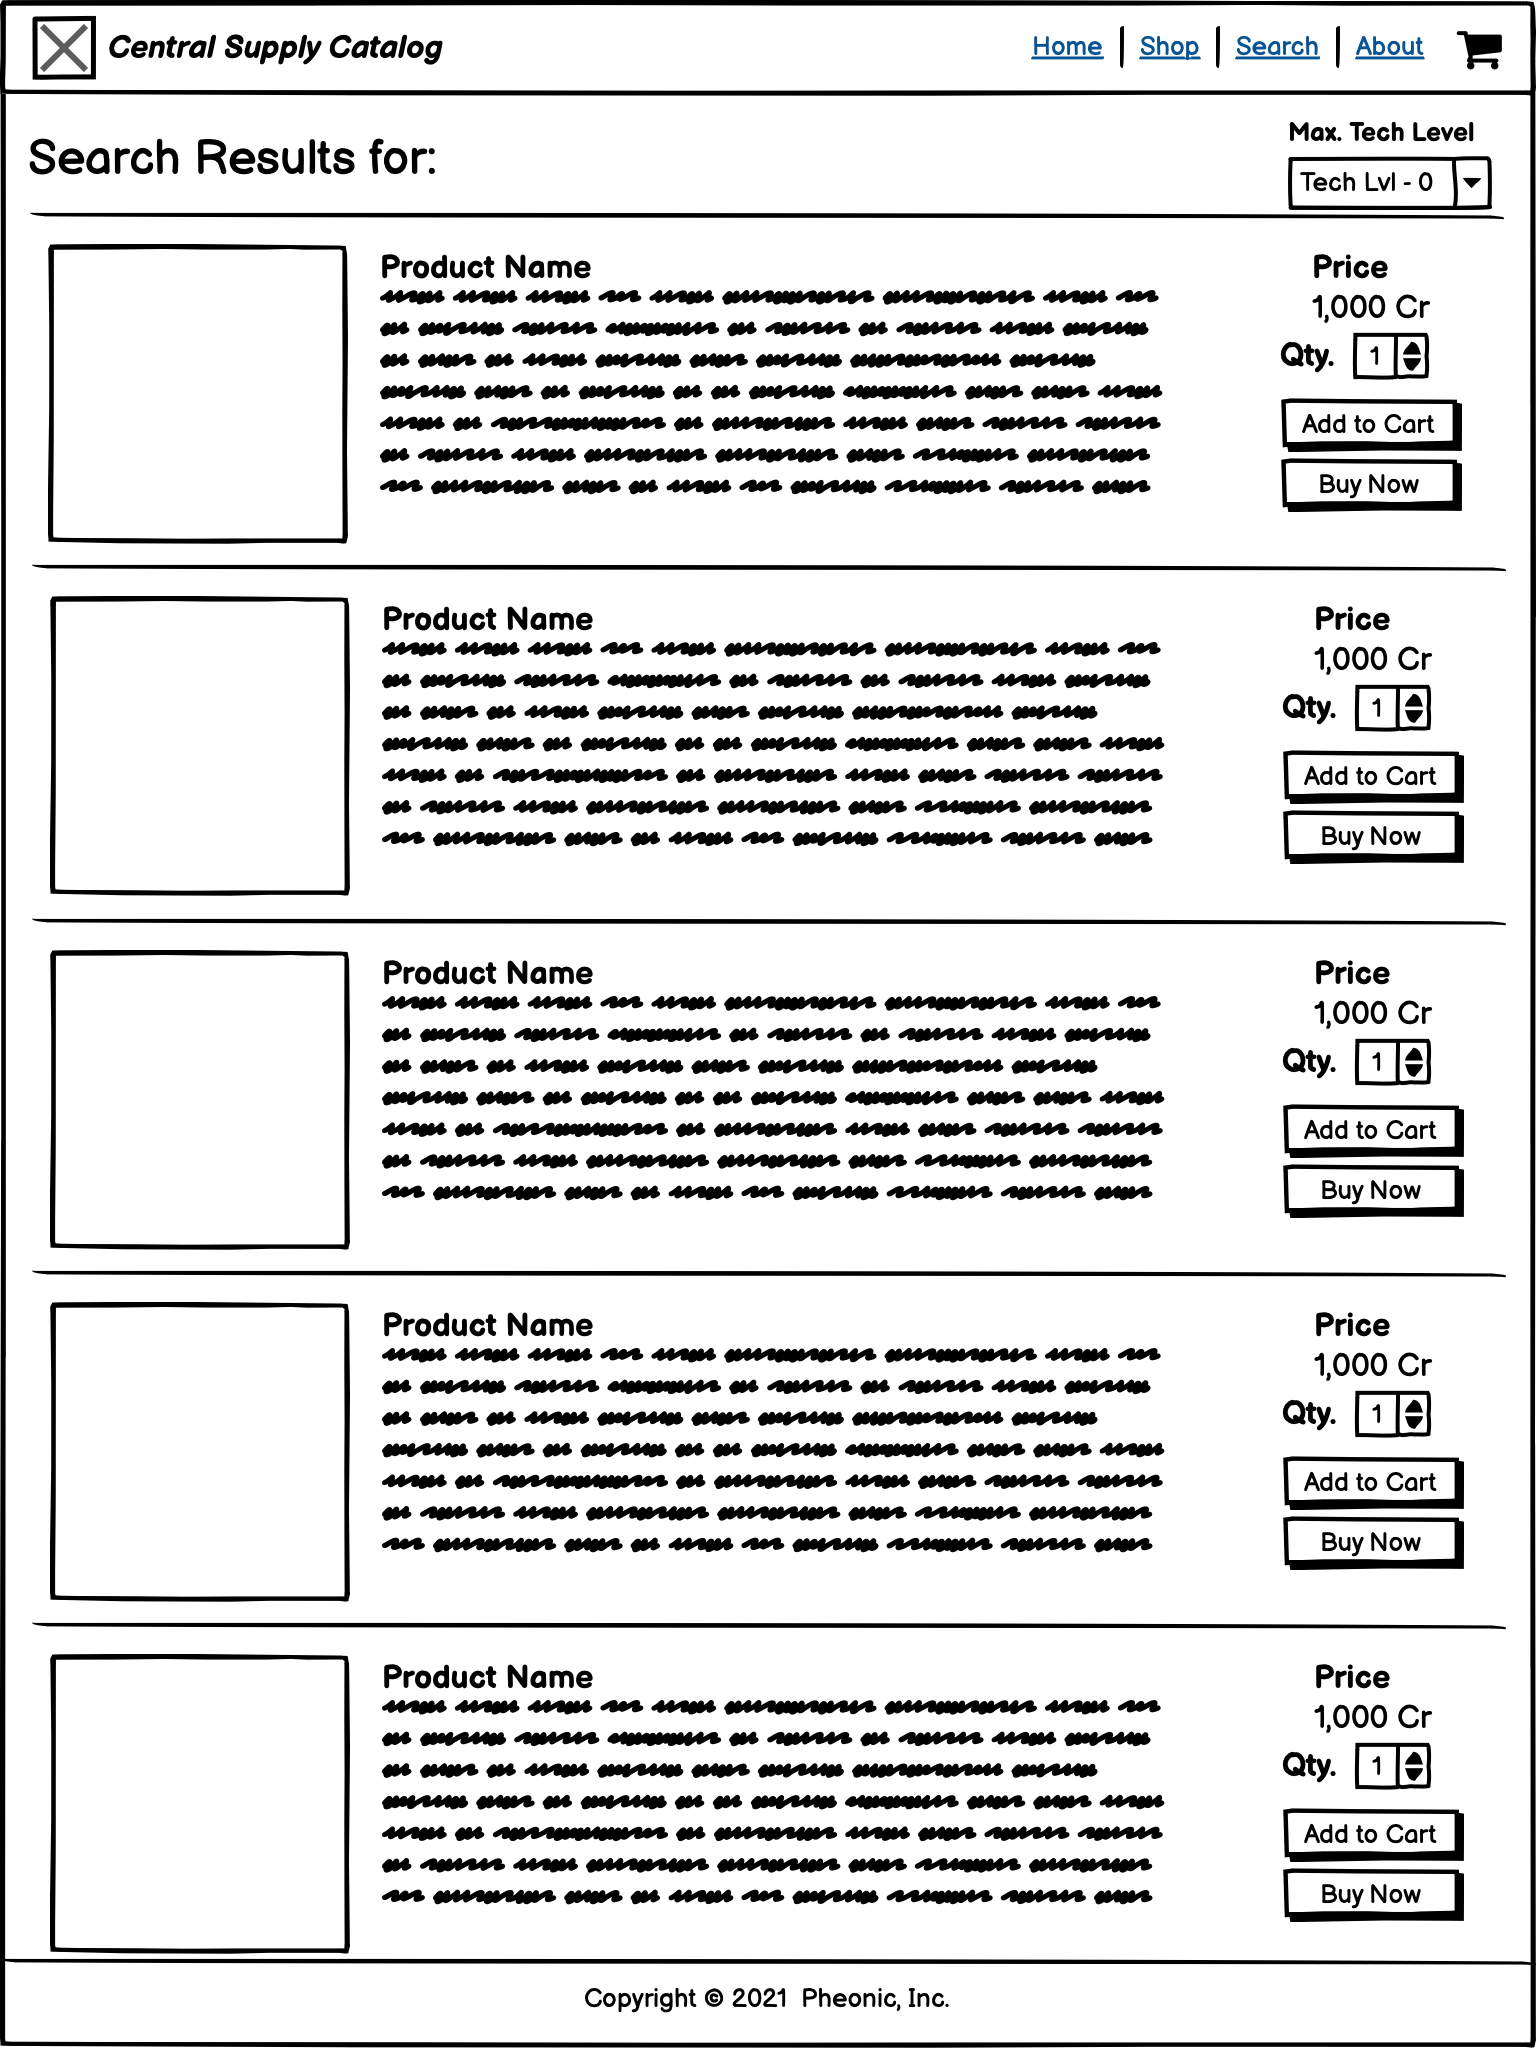 Central Supply Catalog
Home
Shop
Search
About
Search Results for:
Max. Tech Level
Tech Lvl - 0
Product Name
Price
1,000 Cr
Qty. 1
Add to Cart
Buy Now
Product Name
Price
1,000 Cr
Qty. 1
Add to Cart
Buy Now
Product Name
Price
1,000 Cr
Qty. 1
Add to Cart
Buy Now
Product Name
Price
1,000 Cr
Qty. 1
Add to Cart
Buy Now
Product Name
Price
1,000 Cr
Qty. 1
Add to Cart
Buy Now
Copyright © 2021 Pheonic, Inc.